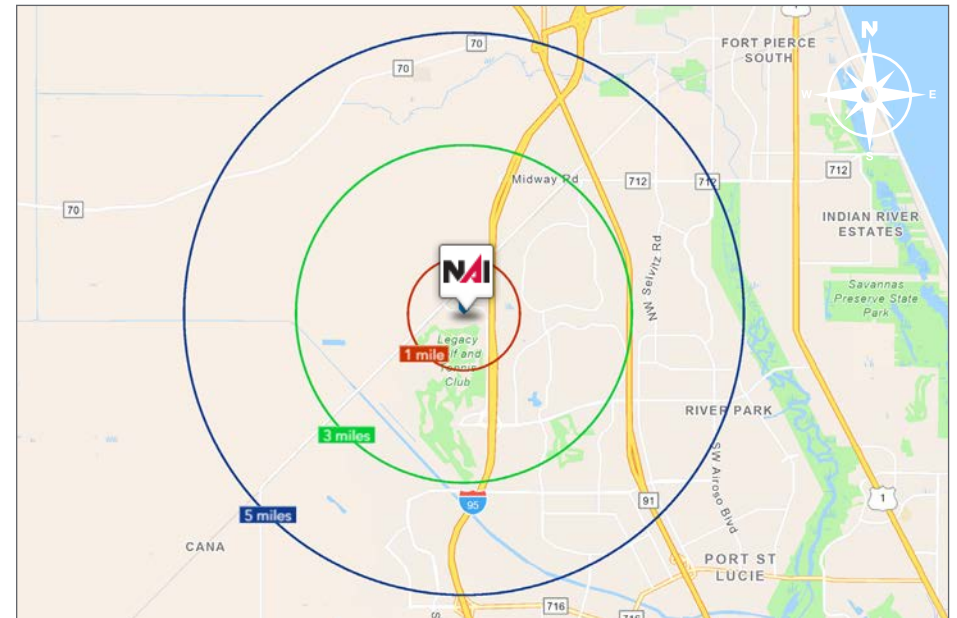 70
FORT PIERCE
SOUTH
N
70
W
E
S
Midway Rd
712
712
712
70
INDIAN RIVER
ESTATES
NW Selvitz Rd
NAI
Savannas
Preserve State
Park
Legacy
lf and
Tennis
Club
1 mile
RIVER PARK
3 miles
SW Airoso Blvd
95
91
1
5 miles
CANA
PORT ST
LUCIE
716
716
S